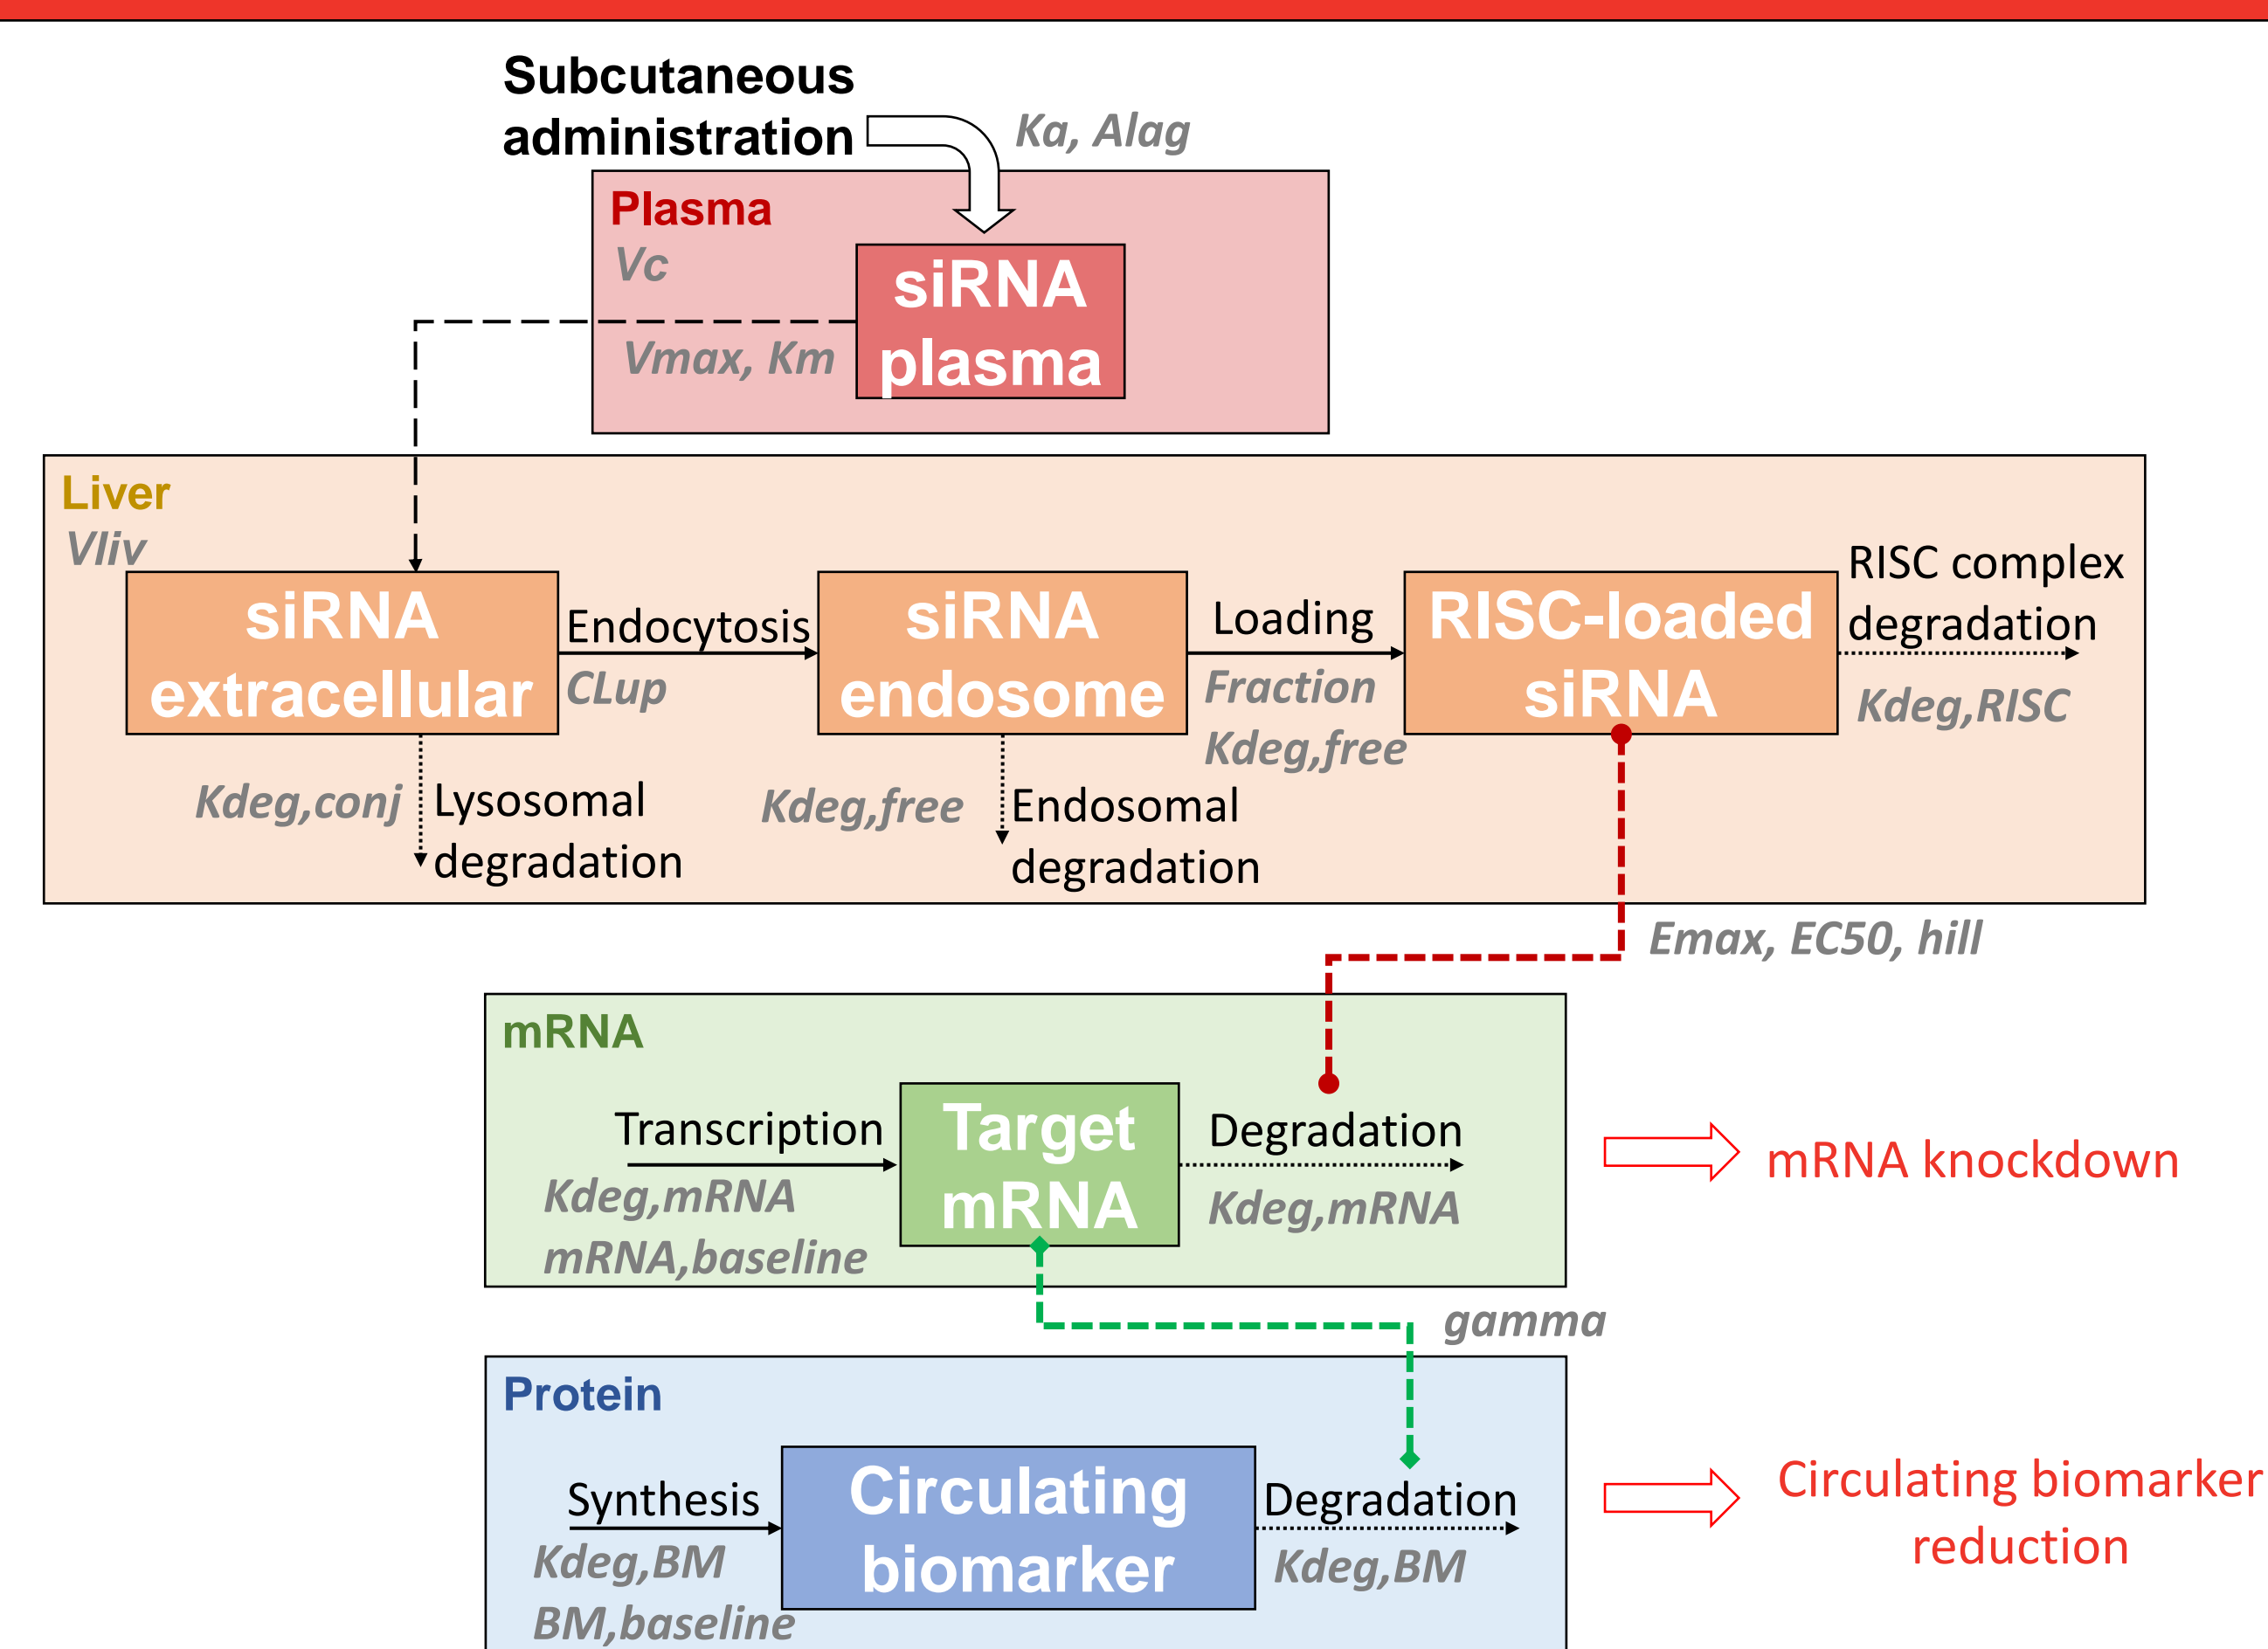 Subcutaneous
administration
Ka, Alag
Plasma
Vc
siRNA
plasma
Vmax, Km
Liver
Vliv
siRNA
extracellular
Endocytosis
CLup
siRNA
endosome
Loading
Fraction
Kdeg,free
RISC-loaded
siRNA
RISC complex
degradation
Kdeg,RISC
Kdeg,conj
Lysosomal
degradation
Kdeg,free
Endosomal
degradation
Emax, EC50, hill
mRNA
Transcription
Kdeg,mRNA
mRNA,baseline
Target
mRNA
Degradation
Kdeg,mRNA
mRNA knockdown
gamma
Protein
Synthesis
Kdeg,BM
BM,baseline
Circulating
biomarker
Degradation
Kdeg,BM
Circulating biomarker
reduction